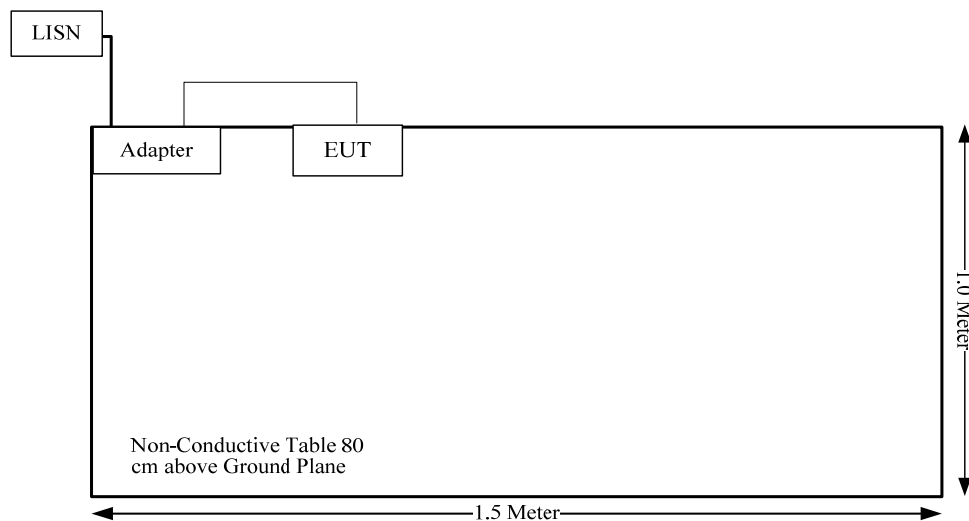 LISN
Adapter
EUT
1.0 Meter
Non-Conductive Table 80
cm above Ground Plane
1.5 Meter